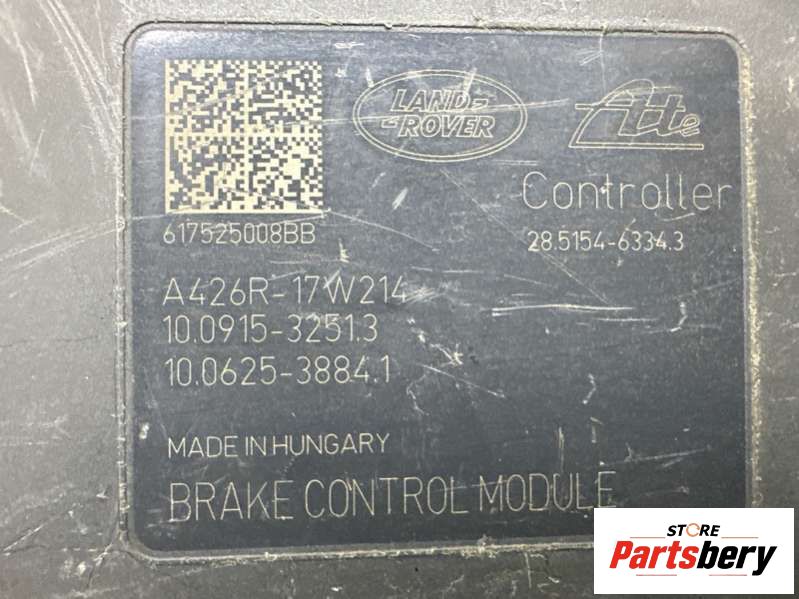 LAND-
-ROVER
Ate
Controller
617525008BB
28.5154-6334.3
A426R-17W214
10.0915-3251.3
10.0625-3884.1
MADE IN HUNGARY
BRAKE CONTROL MODULE
STORE
Partsbery